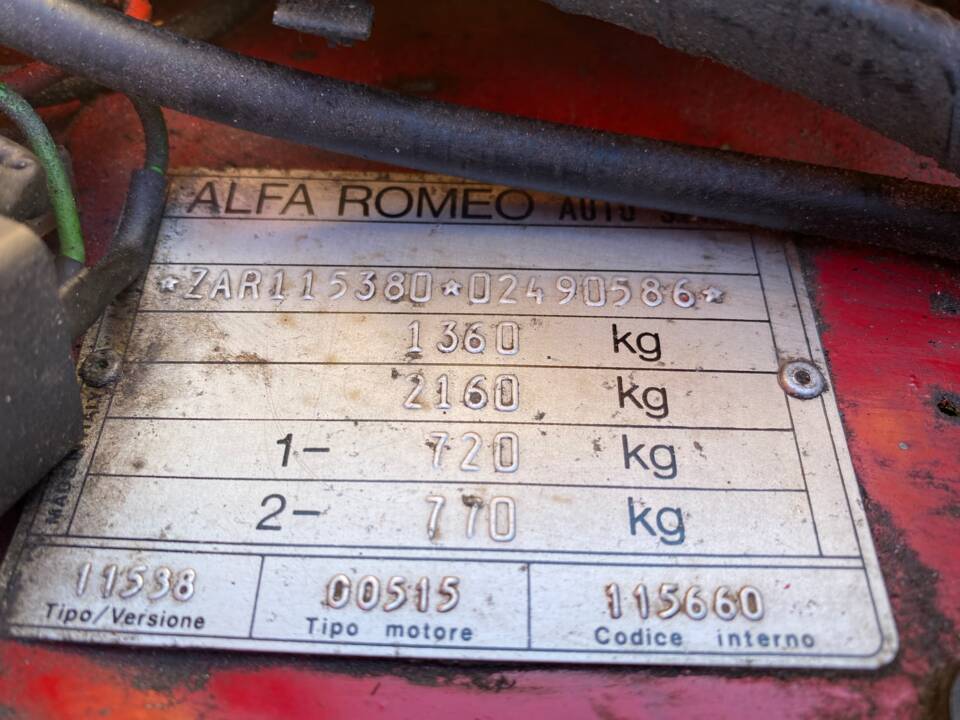 ALFA ROMEO AUTO
*ZAR115380*02490586*
1360 kg
2160 kg
1- 720 kg
2- 770 kg
11538 00515 115660
Tipo/Versione Tipo motore Codice interno